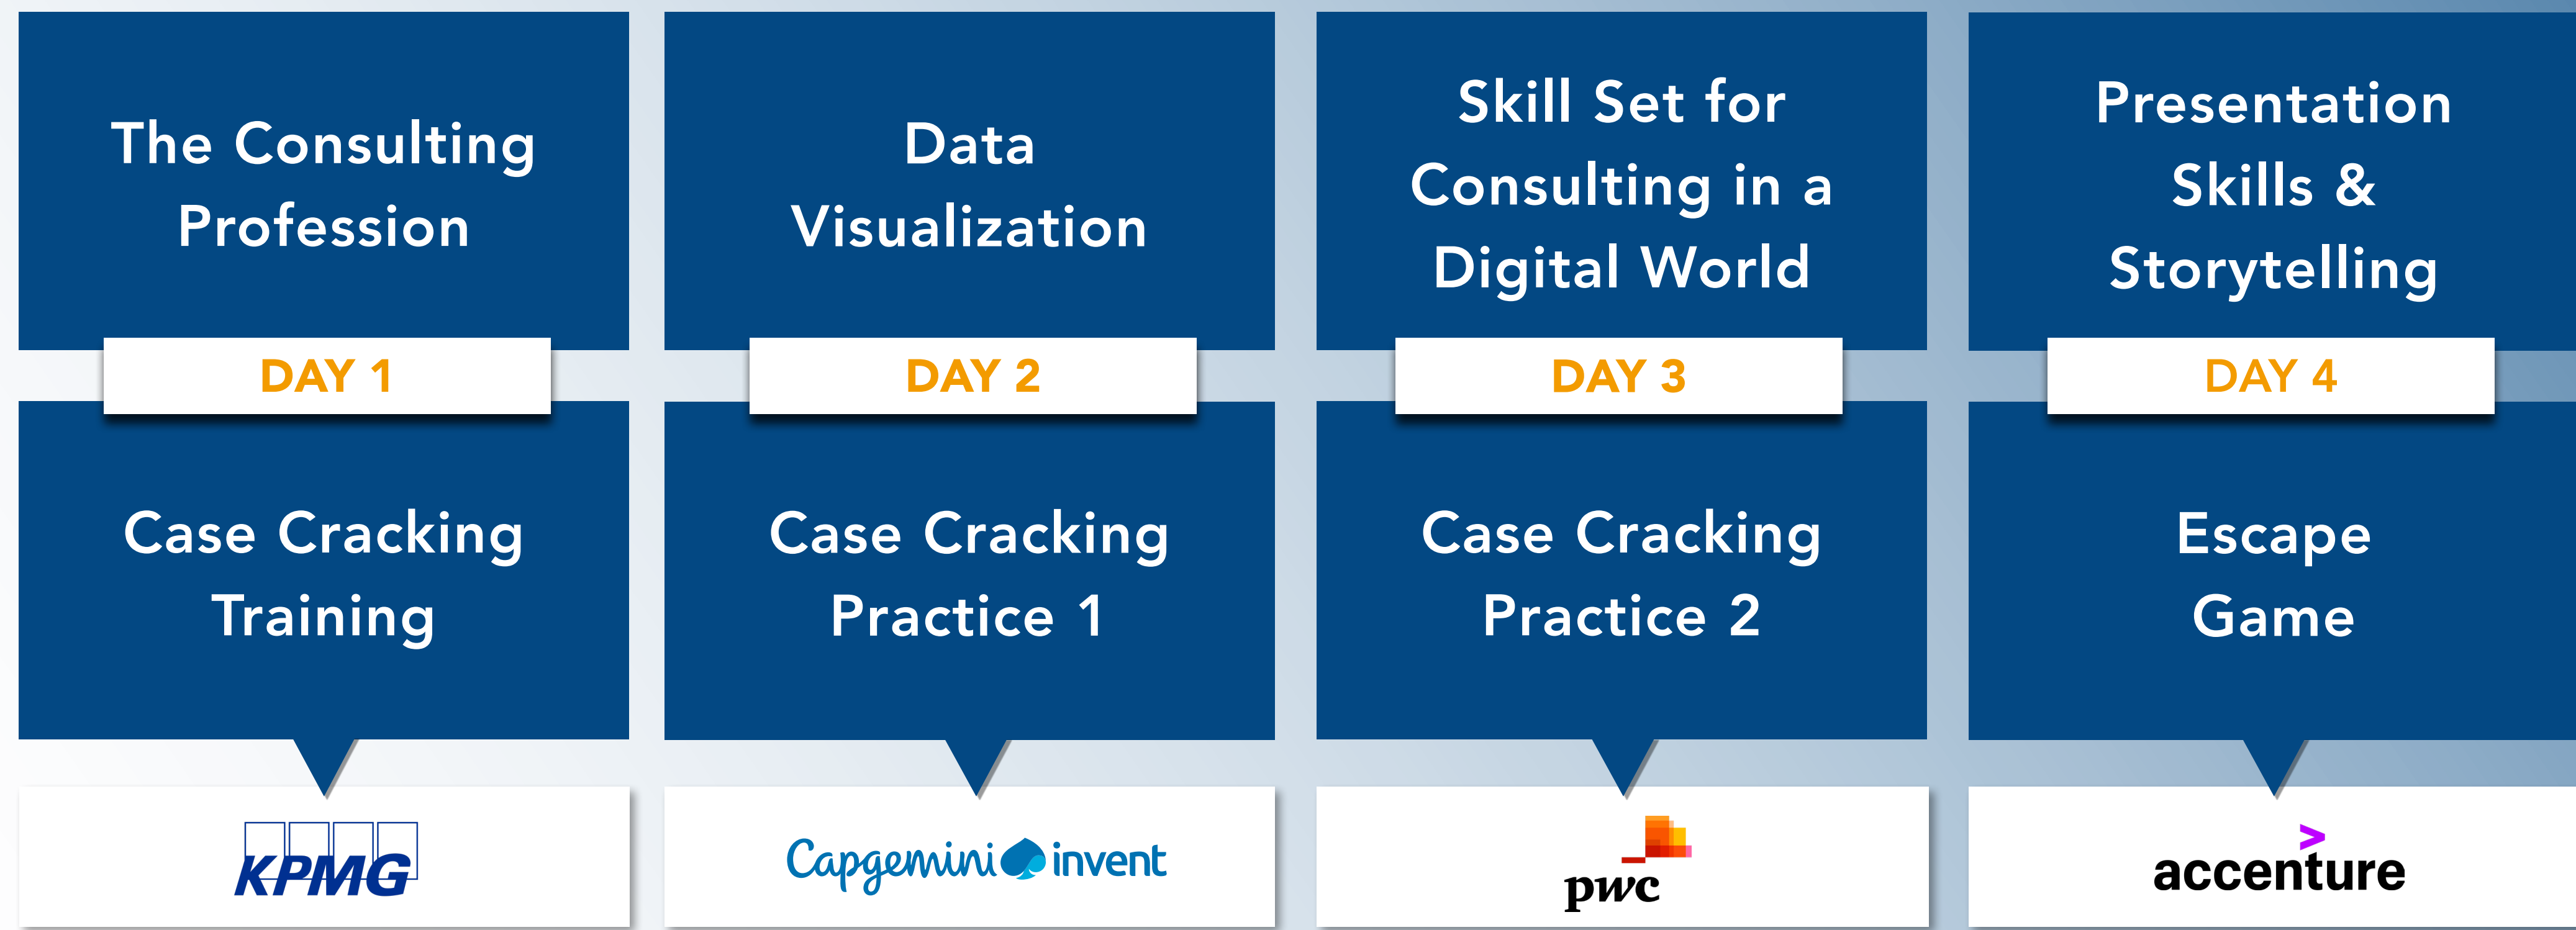 The Consulting
Profession
DAY 1
Case Cracking
Training
KPMG
Data
Visualization
DAY 2
Case Cracking
Practice 1
Capgemini invent
Skill Set for
Consulting in a
Digital World
DAY 3
Case Cracking
Practice 2
pwc
Presentation
Skills &
Storytelling
DAY 4
Escape
Game
accenture